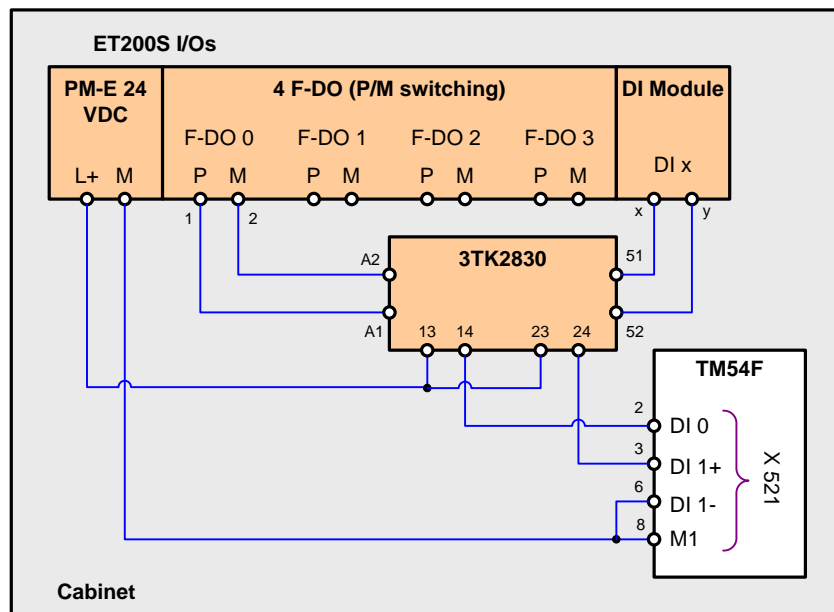 ET200S I/Os
PM-E 24
VDC
4 F-DO (P/M switching)
DI Module
F-DO 0
F-DO 1
F-DO 2
F-DO 3
DI x
L+
M
P
M
P
M
P
M
P
M
1
2
x
y
A2
3TK2830
51
A1
13
14
23
24
52
TM54F
2
DI 0
3
DI 1+
6
DI 1-
8
M1
X 521
Cabinet